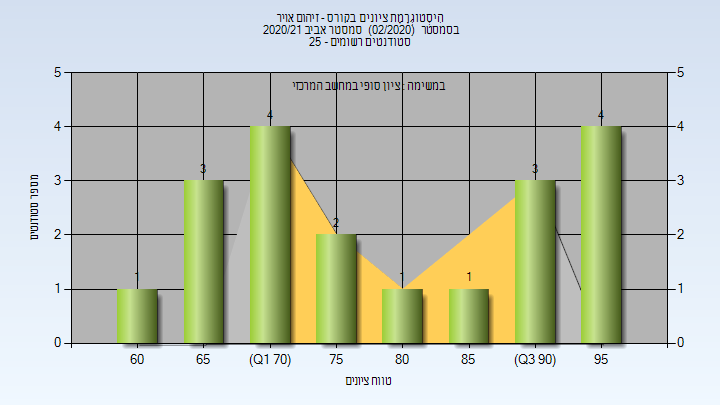 היסטוגרמת ציונים בקורס - זיהום אויר
בסמסטר (02/2020) סמסטר אביב 2020/21
סטודנטים רשומים - 25
במשימה : ציון סופי במחשב המרכזי
מספר סטודנטים
5 5
4 4
3 3
2 2
1 1
0 0
1 3 4 2 1 1 3 4
60 65 (Q1 70) 75 80 85 (Q3 90) 95
טווח ציונים